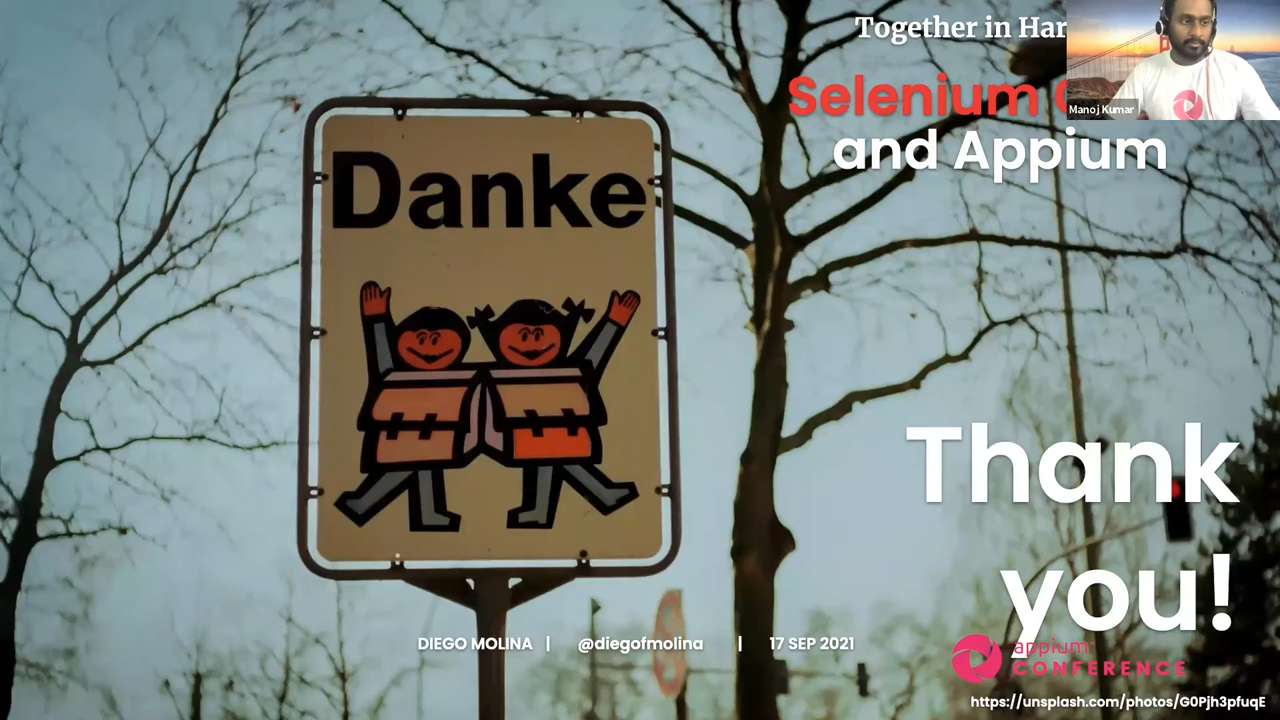 Together in Har
Selenium
and Appium
Manoj Kumar
Danke
Thank
you!
DIEGO MOLINA | @diegofmolina | 17 SEP 2021
appium
CONFERENCE
https://unsplash.com/photos/G0Pjh3pfuqE